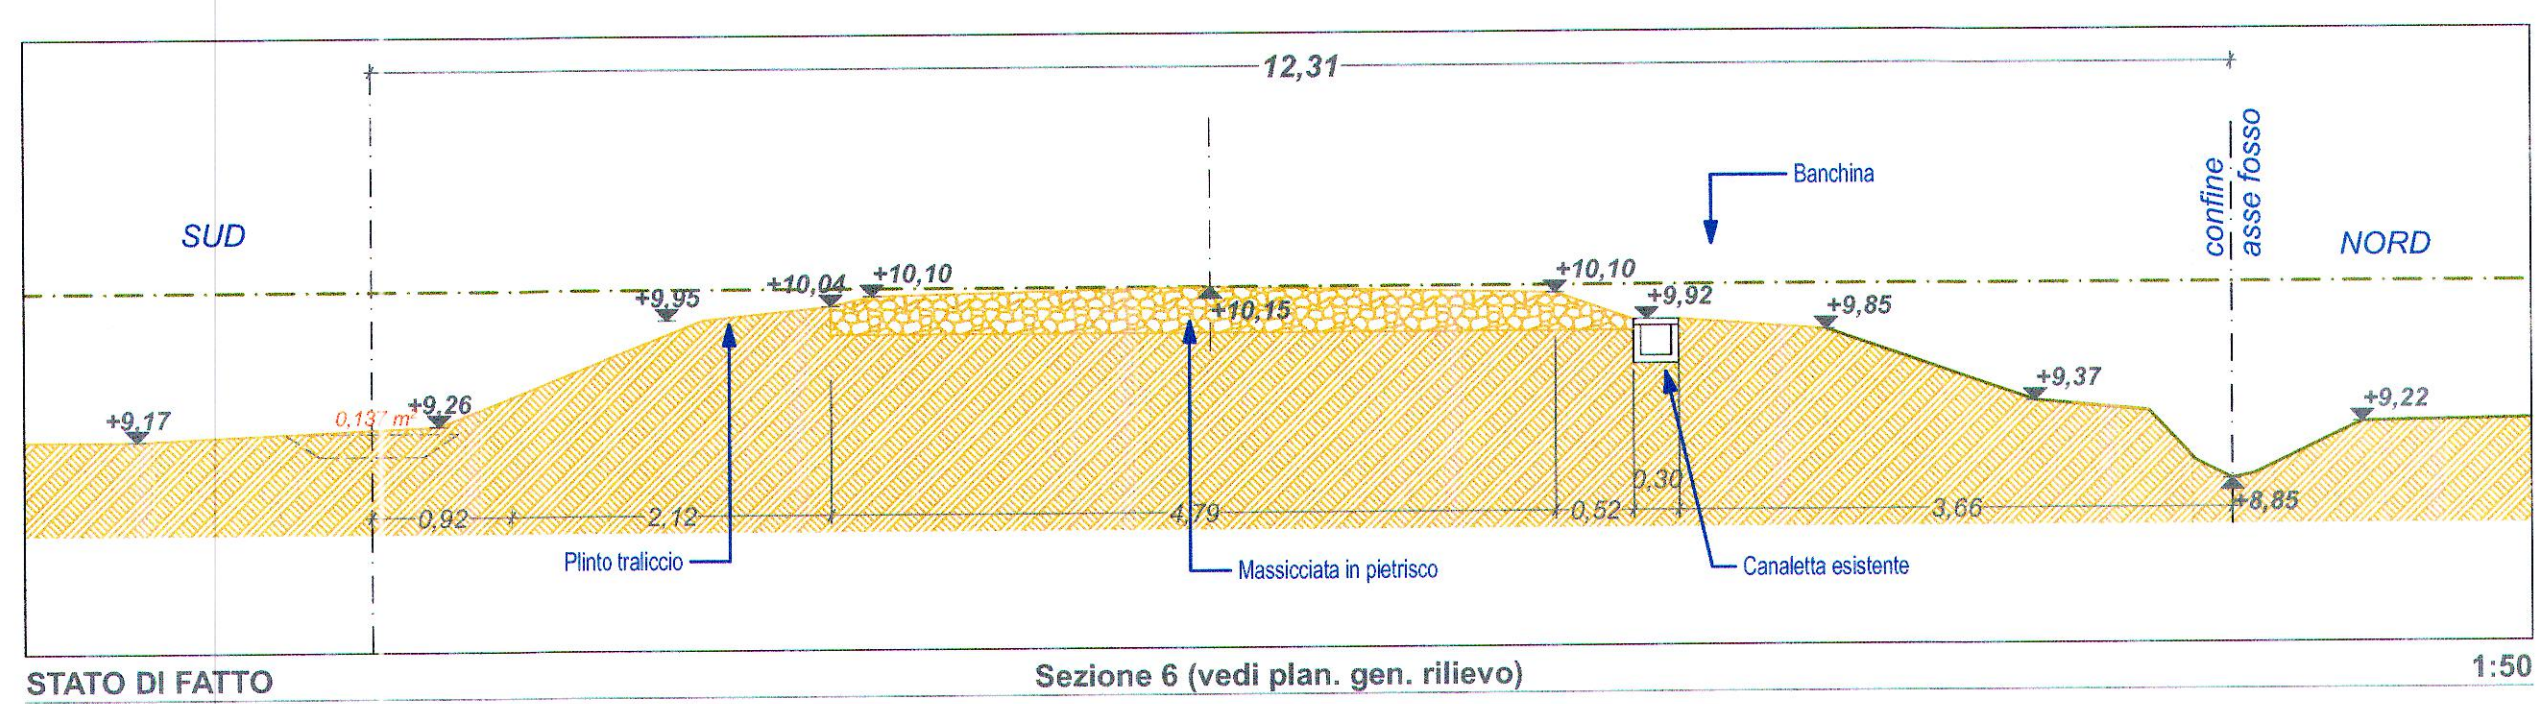 12,31
confine
asse fosso
Banchina
SUD
NORD
+9,95
+10,04
+10,10
+10,15
+10,10
+9,92
+9,85
+9,17
0,137 m²
+9,26
+9,37
+9,22
+8,85
0,92
2,12
4,79
0,52
0,30
3,66
Plinto traliccio
Massicciata in pietrisco
Canaletta esistente
STATO DI FATTO
Sezione 6 (vedi plan. gen. rilievo)
1:50